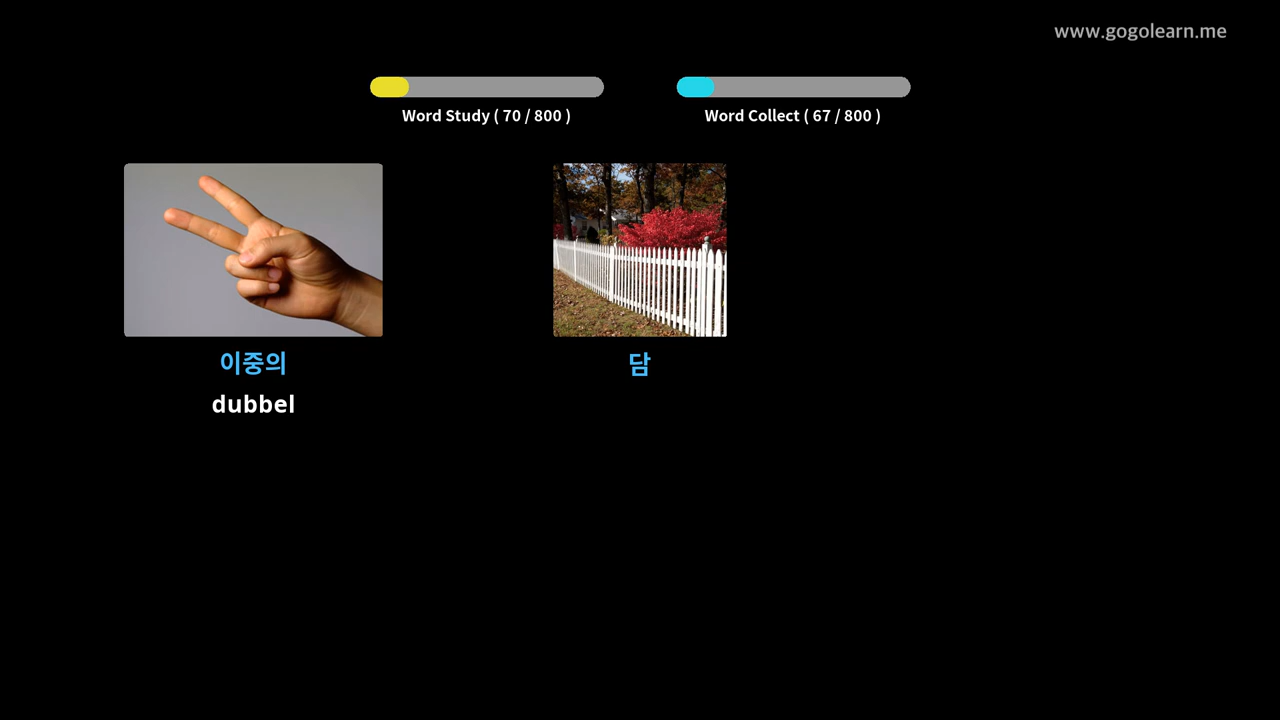 www.gogolearn.me
Word Study ( 70 / 800 )
Word Collect ( 67 / 800 )
이중의
dubbel
담